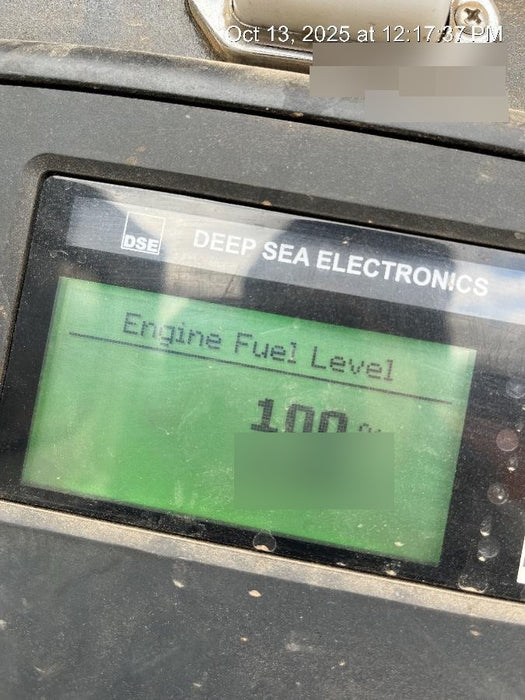 Oct 13, 2025 at 12:17:37 PM
DSE
DEEP SEA ELECTRONICS
Engine Fuel Level
100